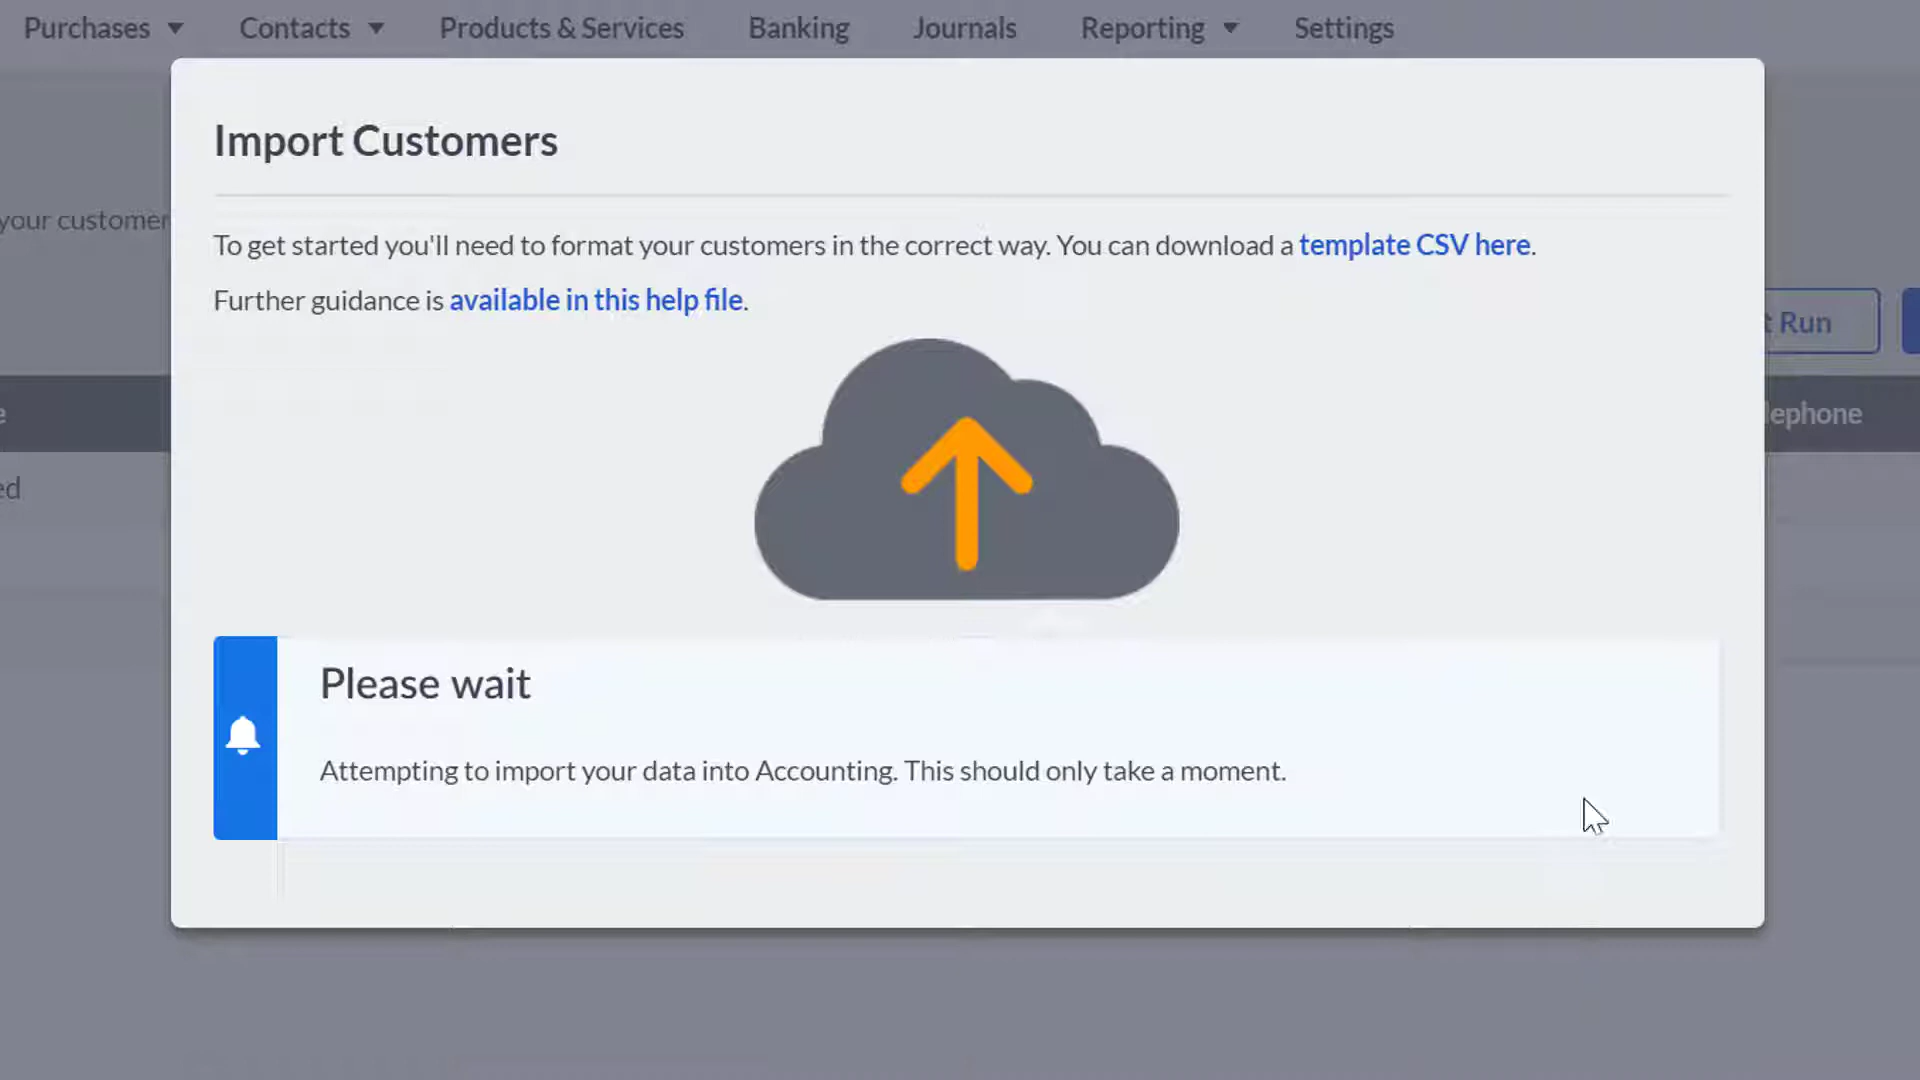 Purchases Contacts Products & Services Banking Journals Reporting Settings
Import Customers
your customer
To get started you'll need to format your customers in the correct way. You can download a template CSV here.
Further guidance is available in this help file.
t Run
e
lephone
ed
Please wait
Attempting to import your data into Accounting. This should only take a moment.